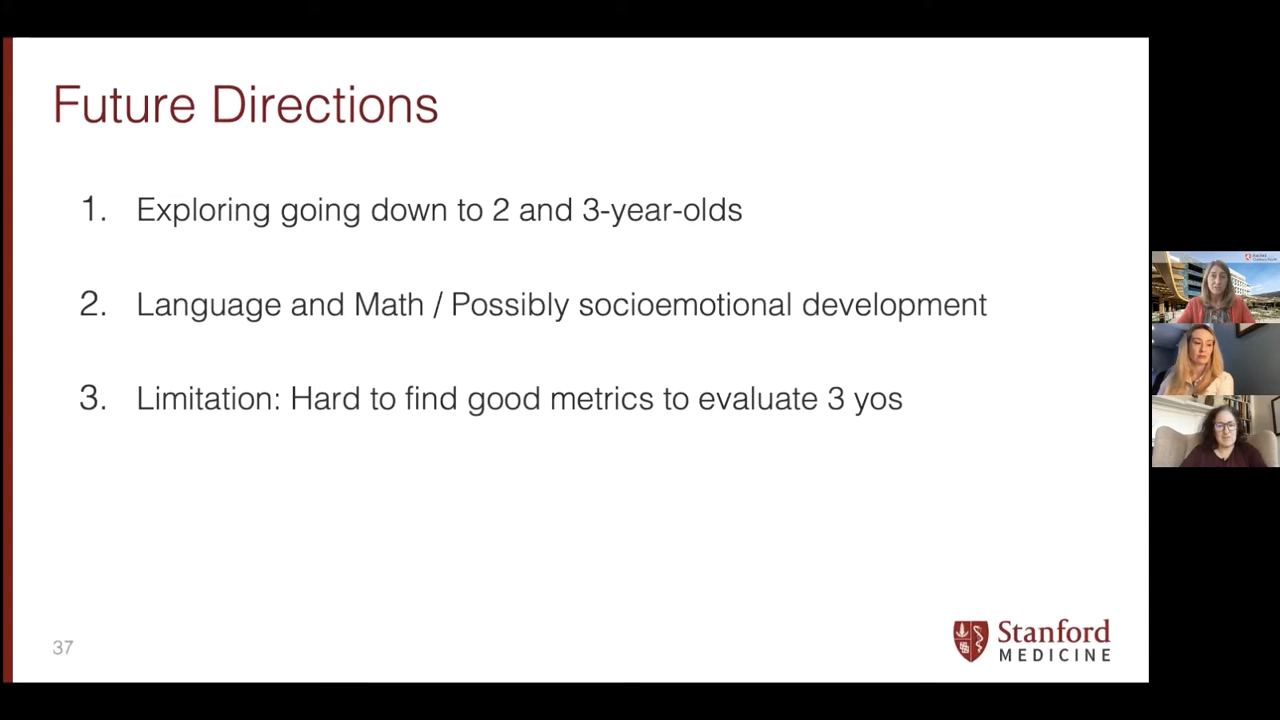 Future Directions
1. Exploring going down to 2 and 3-year-olds
2. Language and Math / Possibly socioemotional development
3. Limitation: Hard to find good metrics to evaluate 3 yos
37
Stanford
MEDICINE